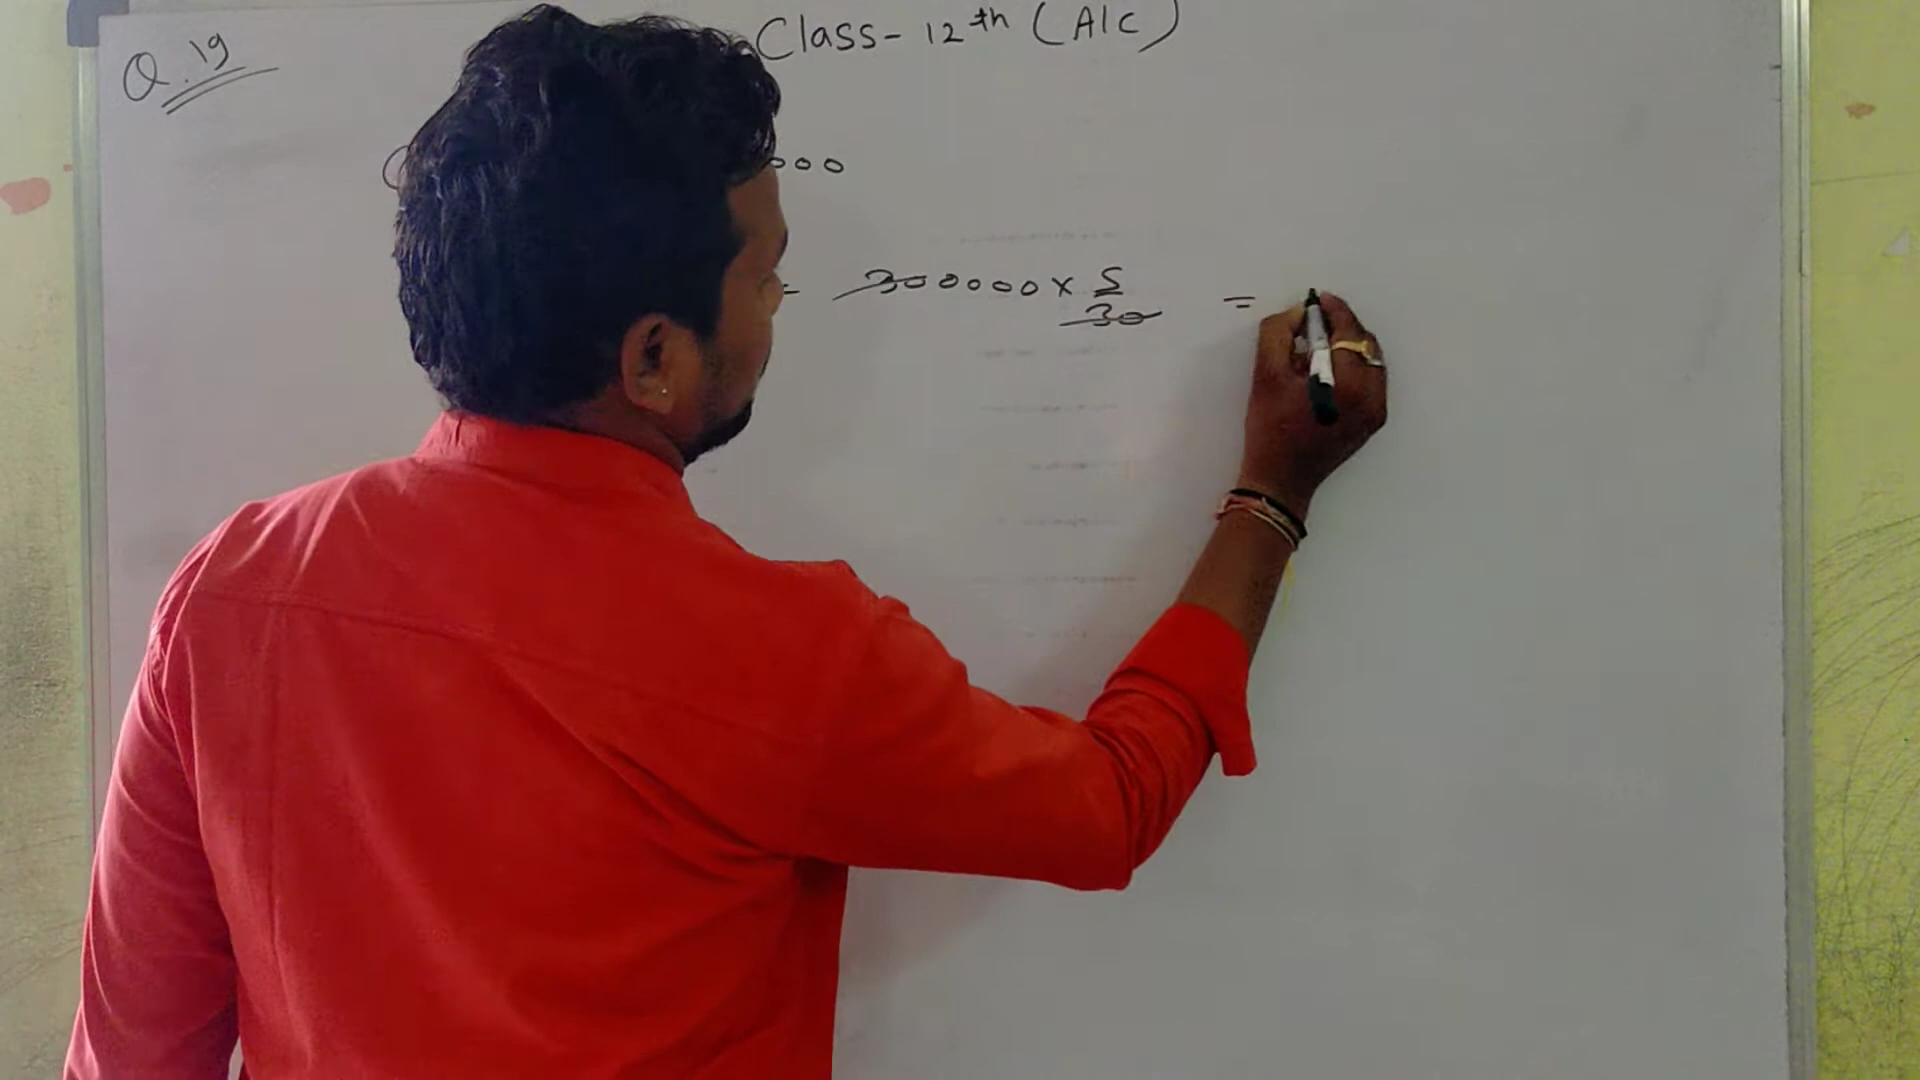 Class-12th (A/C)
Q.19
000
= 300000 x 5/30 =